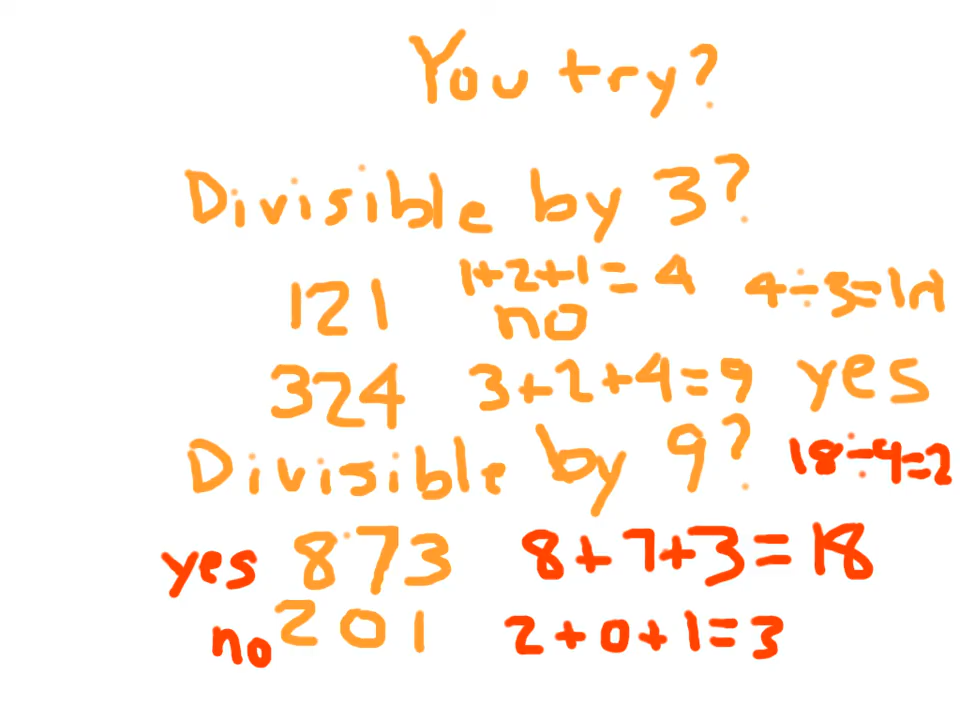 You try?
Divisible by 3?
121 1+2+1=4 4÷3=1r1
no
324 3+2+4=9 yes
Divisible by 9? 18÷9=2
yes 873 8+7+3=18
no 201 2+0+1=3